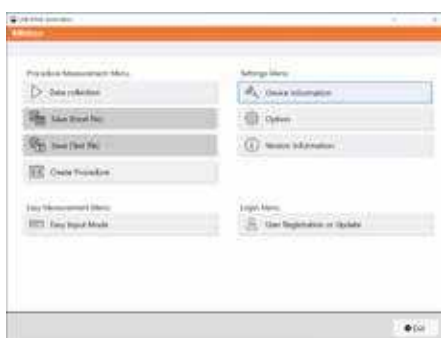 Procedure Measurement Menu
Data collection
Save (Excel File)
Save (Text File)
Create Procedure
Easy Measurement Menu
Easy Input Mode
Settings Menu
Device Information
Option
Version Information
Login Menu
User Registration or Update
Exit